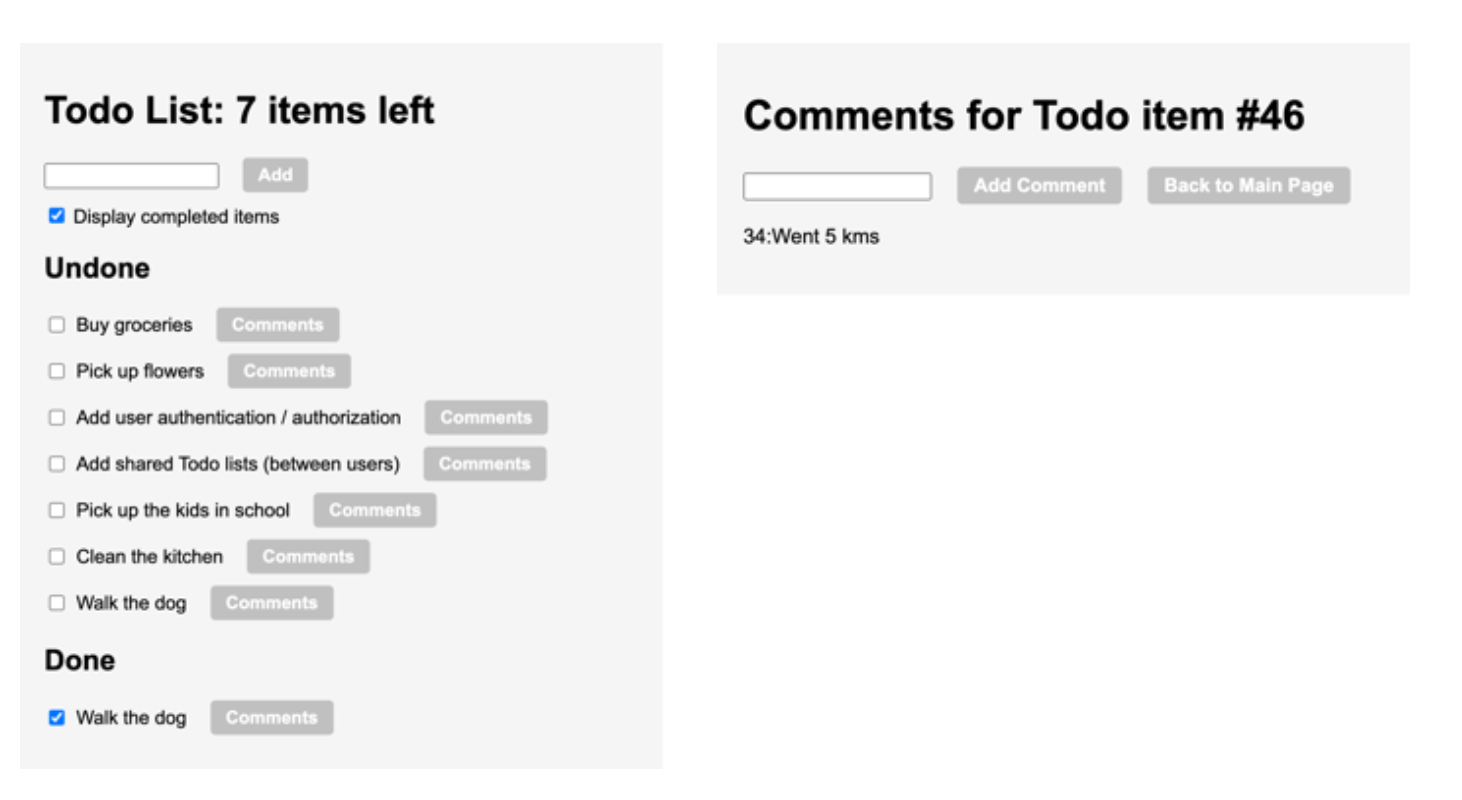 Todo List: 7 items left
Add
Display completed items
Undone
Buy groceries Comments
Pick up flowers Comments
Add user authentication / authorization Comments
Add shared Todo lists (between users) Comments
Pick up the kids in school Comments
Clean the kitchen Comments
Walk the dog Comments
Done
Walk the dog Comments
Comments for Todo item #46
Add Comment Back to Main Page
34:Went 5 kms